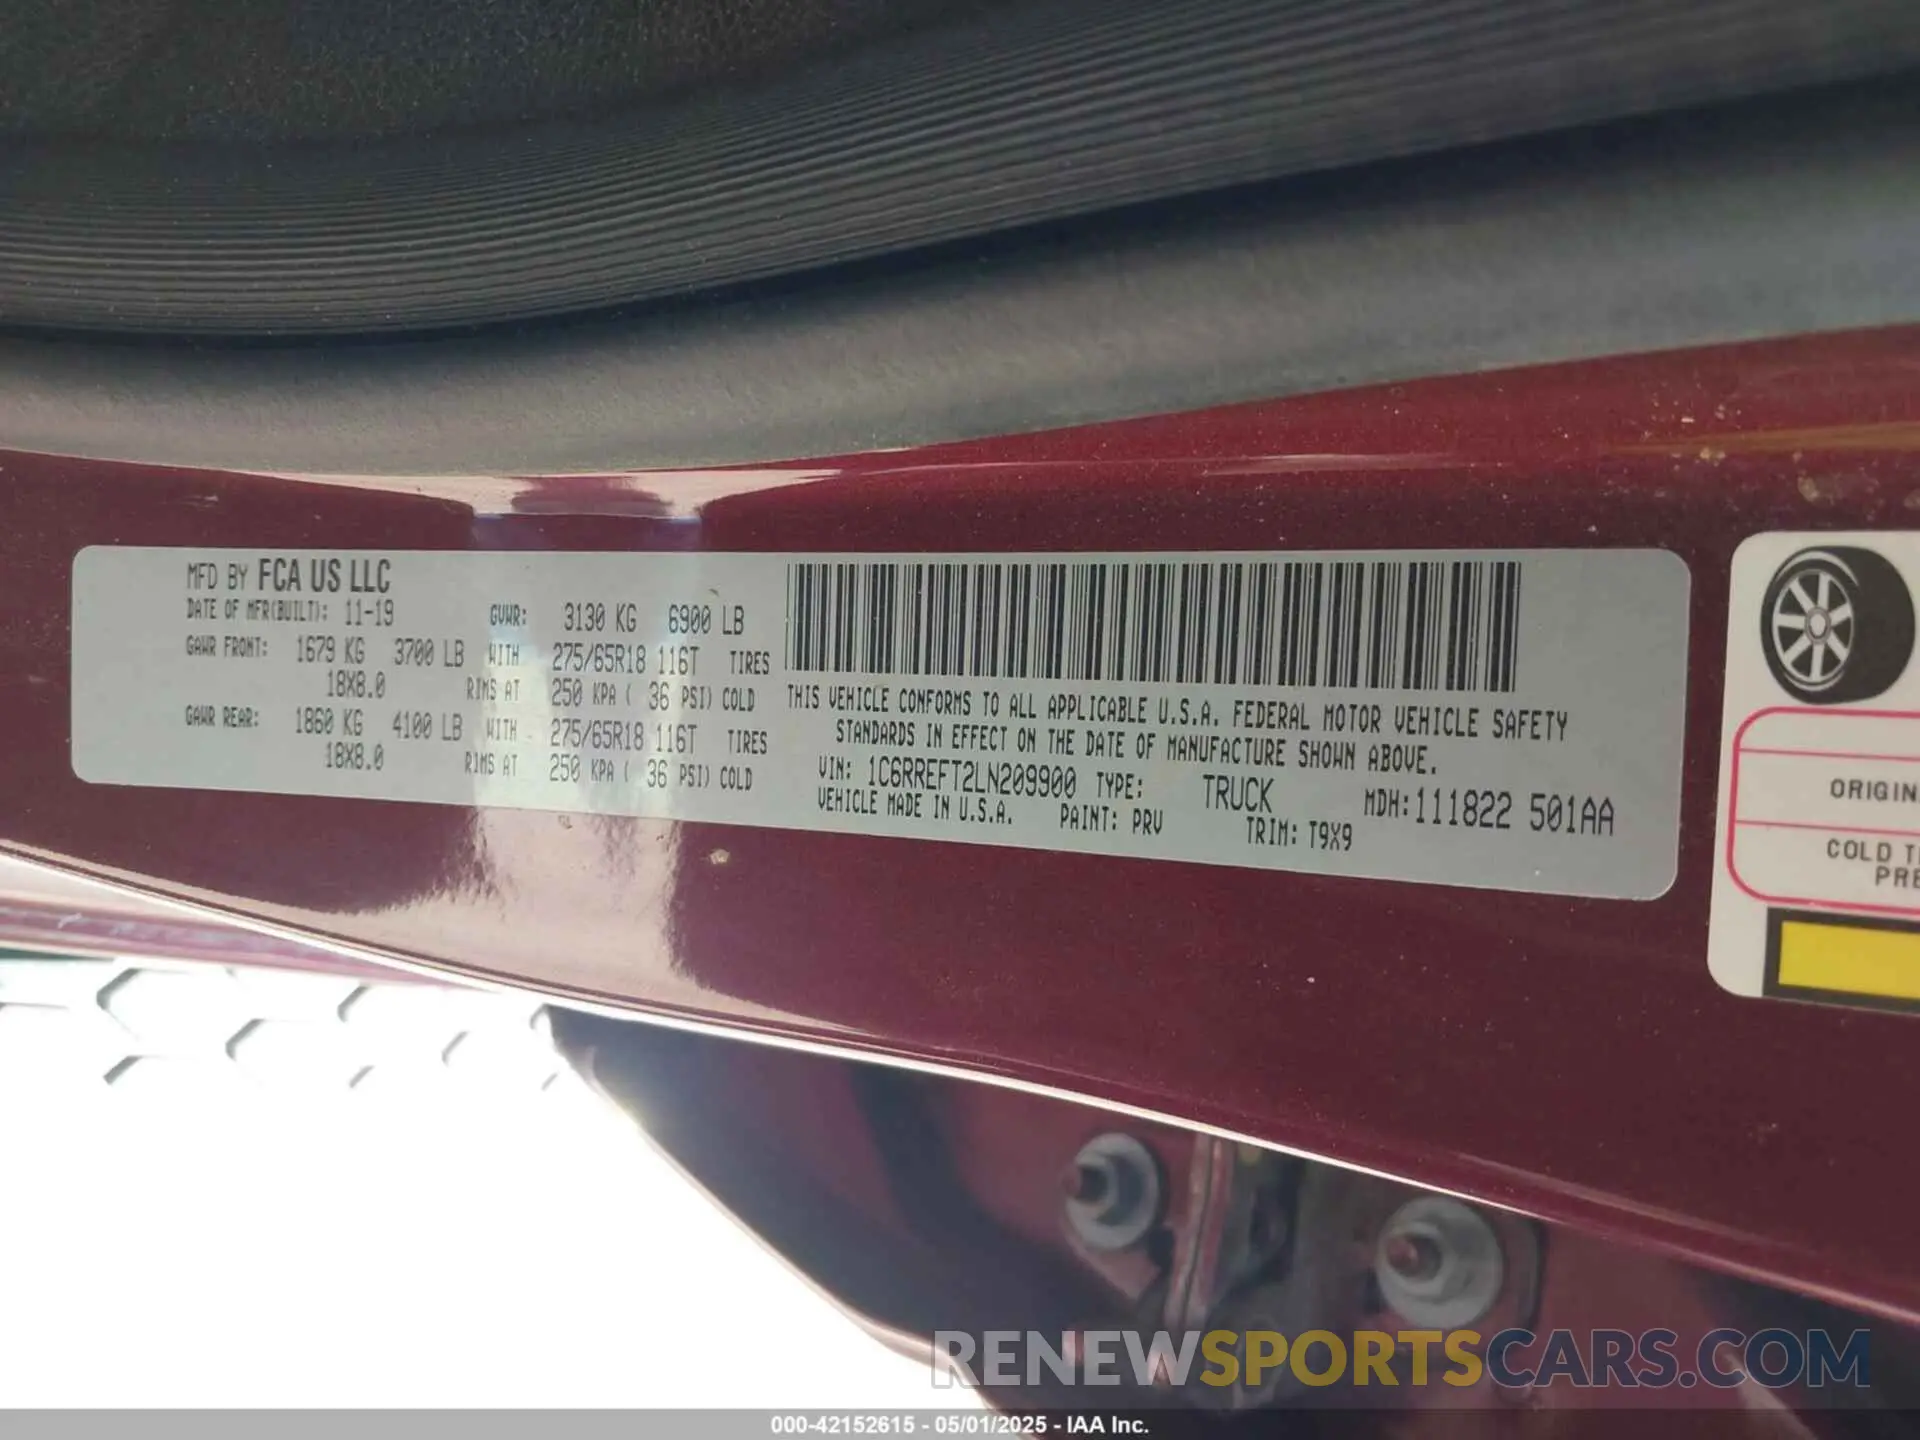 MFD BY FCA US LLC
DATE OF MFR(BUILT): 11-19 GVWR: 3130 KG 6900 LB
GAWR FRONT: 1679 KG 3700 LB WITH 275/65R18 116T TIRES
18X8.0 RIMS AT 250 KPA ( 36 PSI) COLD
GAWR REAR: 1860 KG 4100 LB WITH 275/65R18 116T TIRES
18X8.0 RIMS AT 250 KPA ( 36 PSI) COLD
THIS VEHICLE CONFORMS TO ALL APPLICABLE U.S.A. FEDERAL MOTOR VEHICLE SAFETY
STANDARDS IN EFFECT ON THE DATE OF MANUFACTURE SHOWN ABOVE.
VIN: 1C6RREFT2LN209900 TYPE: TRUCK MDH: 111822 501AA
VEHICLE MADE IN U.S.A. PAINT: PRV TRIM: T9X9
ORIGIN
COLD T
PRE
RENEWSPORTSCARS.COM
000-42152615 - 05/01/2025 - IAA Inc.